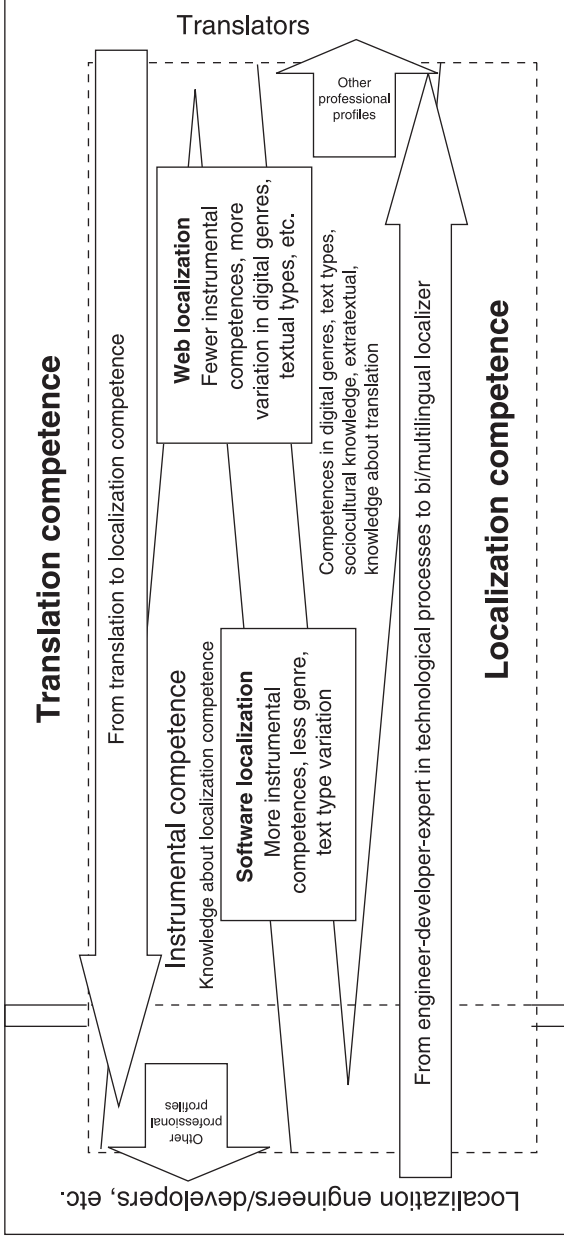 Translation competence
From translation to localization competence
Translators
Localization engineers/developers, etc.
Other
professional
profiles
Instrumental competence
Knowledge about localization competence
Web localization
Fewer instrumental
competences, more
variation in digital genres,
textual types, etc.
Software localization
More instrumental
competences, less genre,
text type variation
Other
professional
profiles
Competences in digital genres, text types,
sociocultural knowledge, extratextual,
knowledge about translation
From engineer-developer-expert in technological processes to bi/multilingual localizer
Localization competence